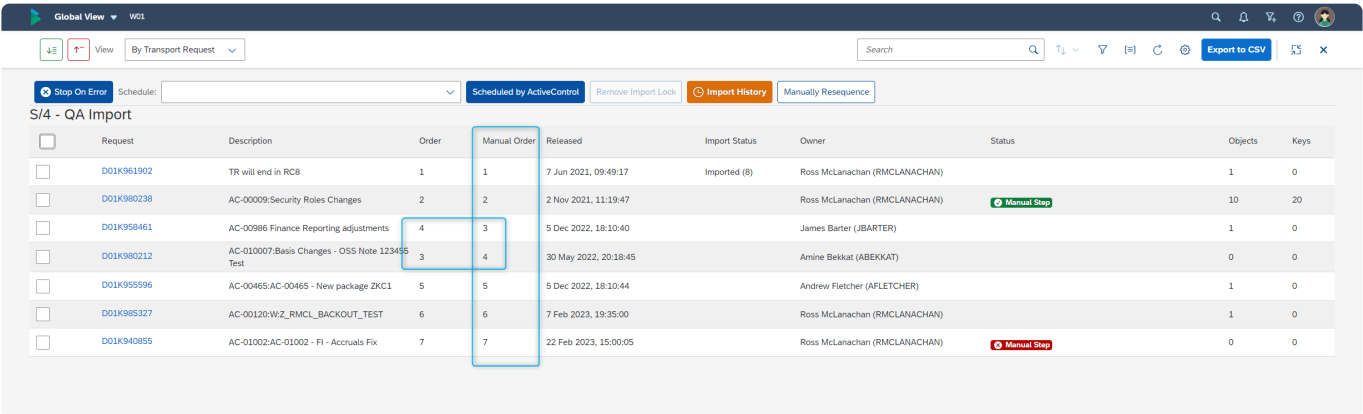 Global View W01
View By Transport Request Search Export to CSV
Stop On Error Schedule: Scheduled by ActiveControl Remove Import Lock Import History Manually Resequence
S/4 - QA Import
Request Description Order Manual Order Released Import Status Owner Status Objects Keys
D01K961902 TR will end in RC8 1 1 7 Jun 2021, 09:49:17 Imported (8) Ross McLanachan (RMCLANACHAN) 1 0
D01K980238 AC-00009:Security Roles Changes 2 2 2 Nov 2021, 11:19:47 Ross McLanachan (RMCLANACHAN) Manual Step 10 20
D01K958461 AC-00986 Finance Reporting adjustments 4 3 5 Dec 2022, 18:10:40 James Barter (JBARTER) 1 0
D01K980212 AC-010007:Basis Changes - OSS Note 123455 3 4 30 May 2022, 20:18:45 Amine Bekkat (ABEKKAT) 0 0
Test
D01K955596 AC-00465:AC-00465 - New package ZKC1 5 5 5 Dec 2022, 18:10:44 Andrew Fletcher (AFLETCHER) 1 0
D01K985327 AC-00120:W:Z_RMCL_BACKOUT_TEST 6 6 7 Feb 2023, 19:35:00 Ross McLanachan (RMCLANACHAN) 1 0
D01K940855 AC-01002:AC-01002 - FI - Accruals Fix 7 7 22 Feb 2023, 15:00:05 Ross McLanachan (RMCLANACHAN) Manual Step 0 0